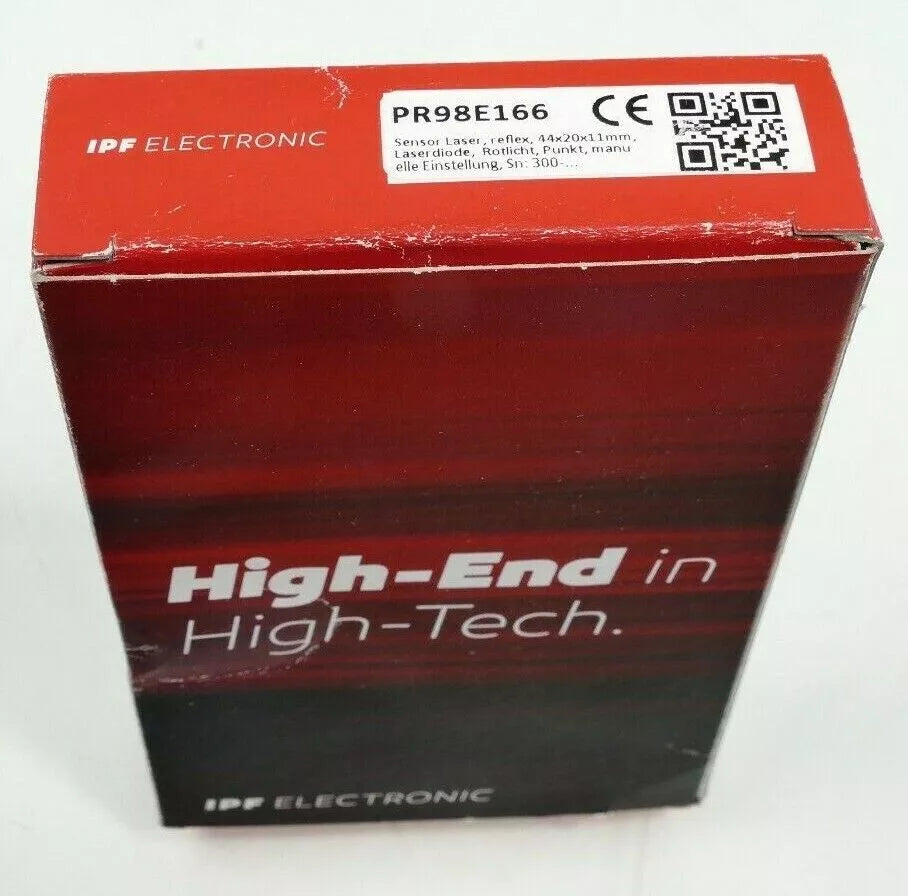 IPF ELECTRONIC
PR98E166 CE
Sensor Laser, reflex, 44x20x11mm,
Laserdiode, Rotlicht, Punkt, manu
elle Einstellung, Sn: 300-...
High-End in
High-Tech.
IPF ELECTRONIC